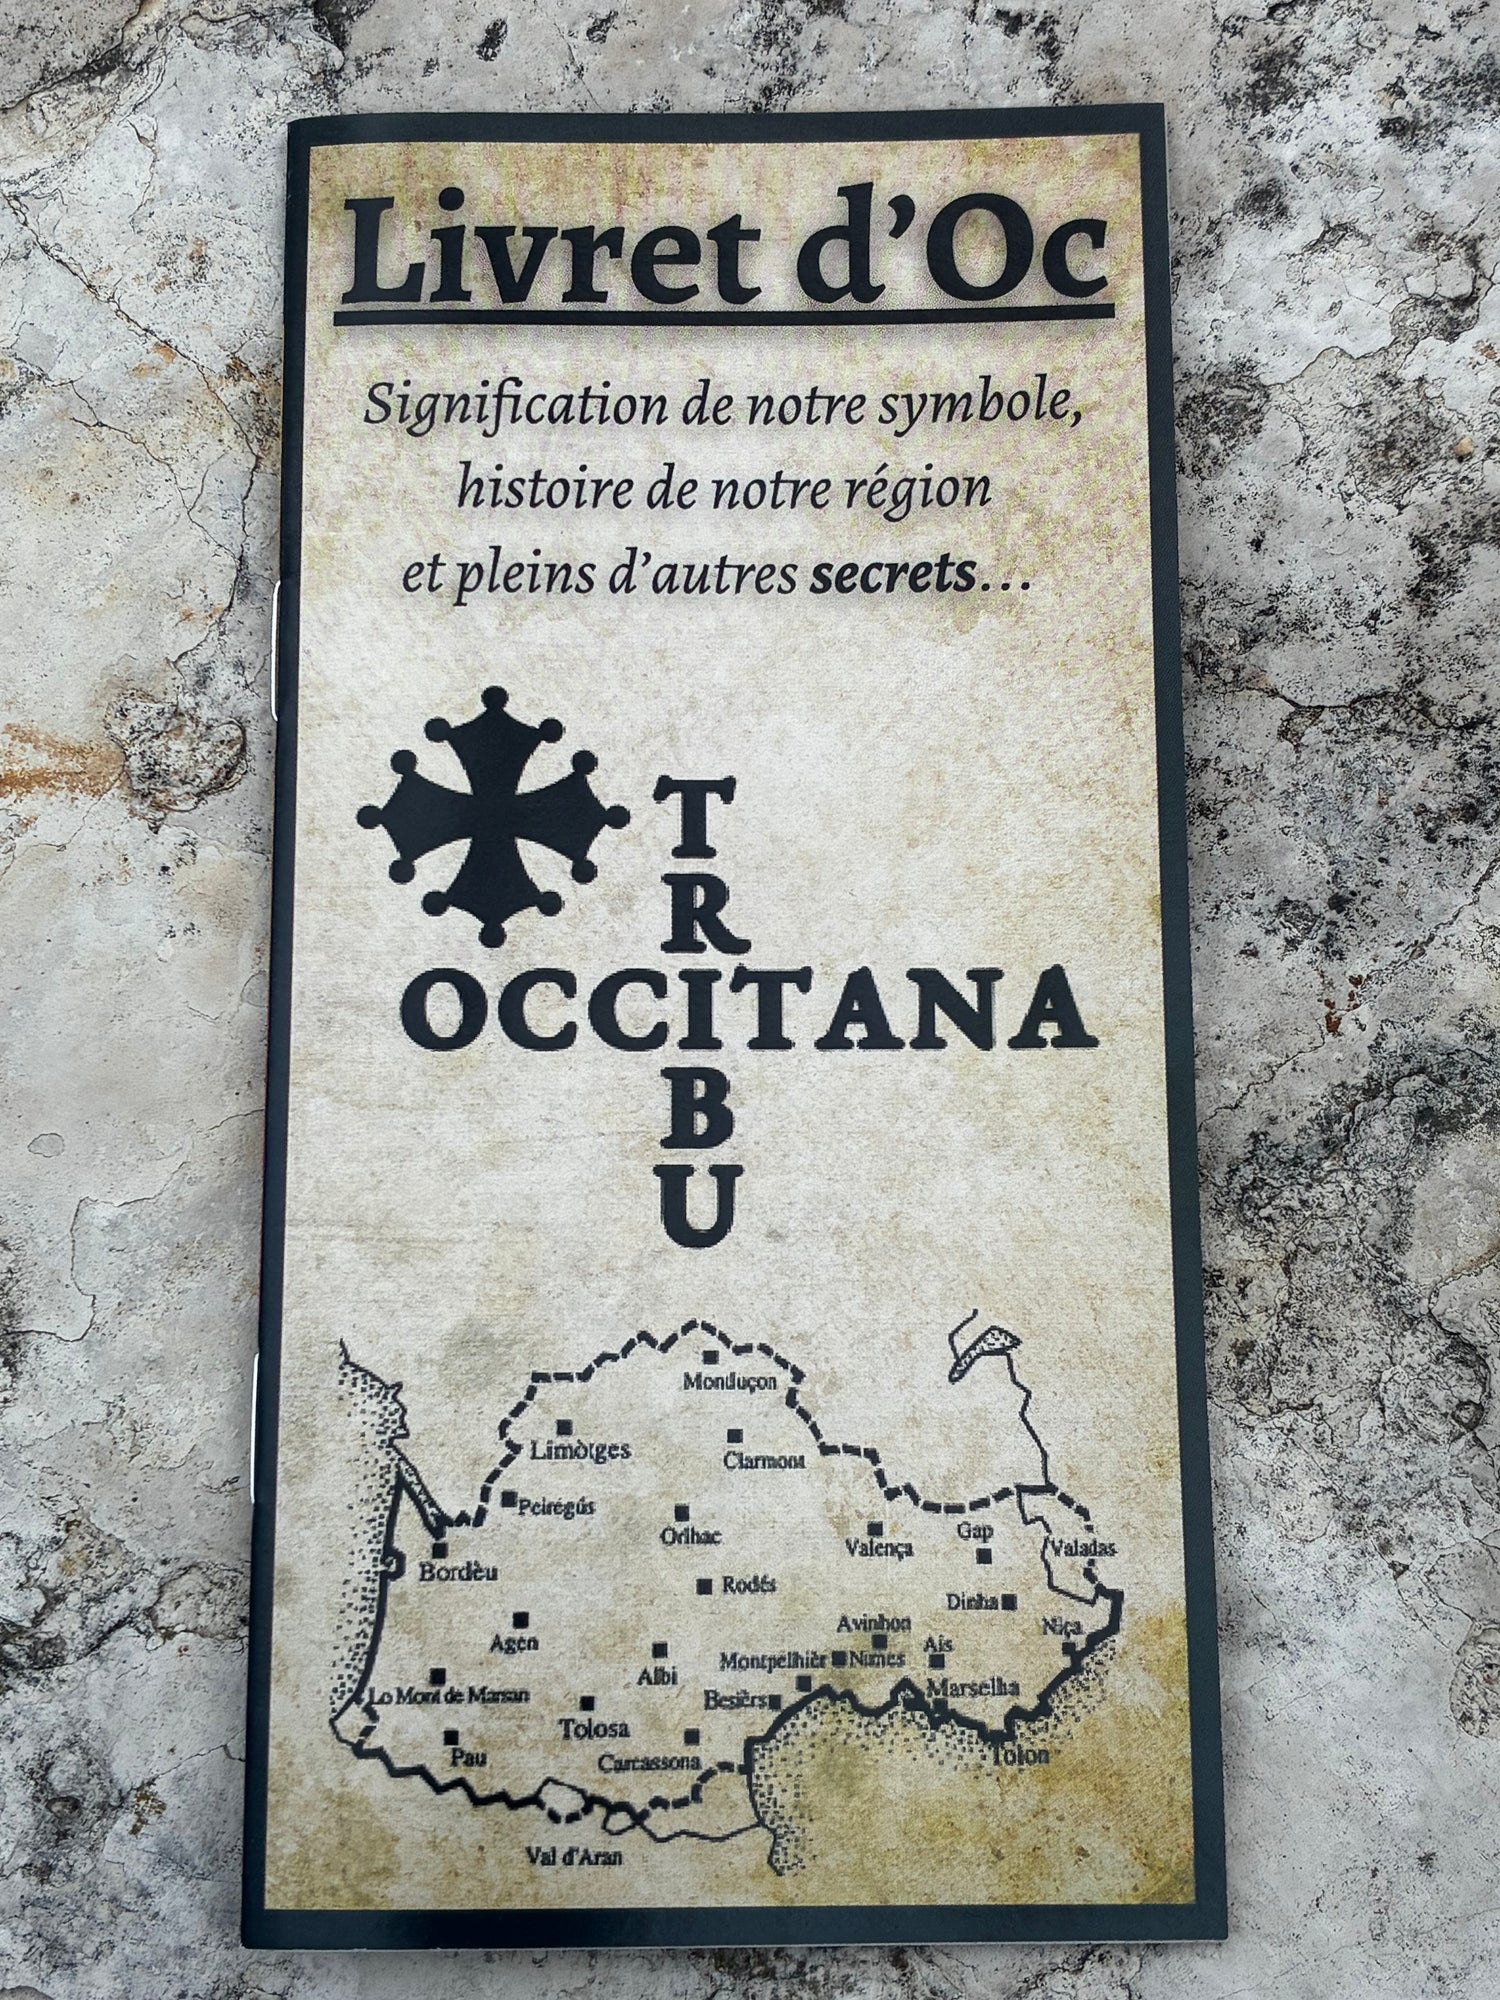 Livret d'Oc
Signification de notre symbole,
histoire de notre région
et pleins d'autres secrets...
TRIBU
OCCITANA
Monduçon
Limòtges
Clarmont
Peiregús
Orlhac
Valença
Gap
Valadas
Bordèu
Rodés
Dinha
Agen
Avinhon
Niça
Albi
Montpelhièr
Nimes
Ais
Lo Mont de Marsan
Besièrs
Marselha
Tolosa
Pau
Carcassona
Tolon
Val d'Aran